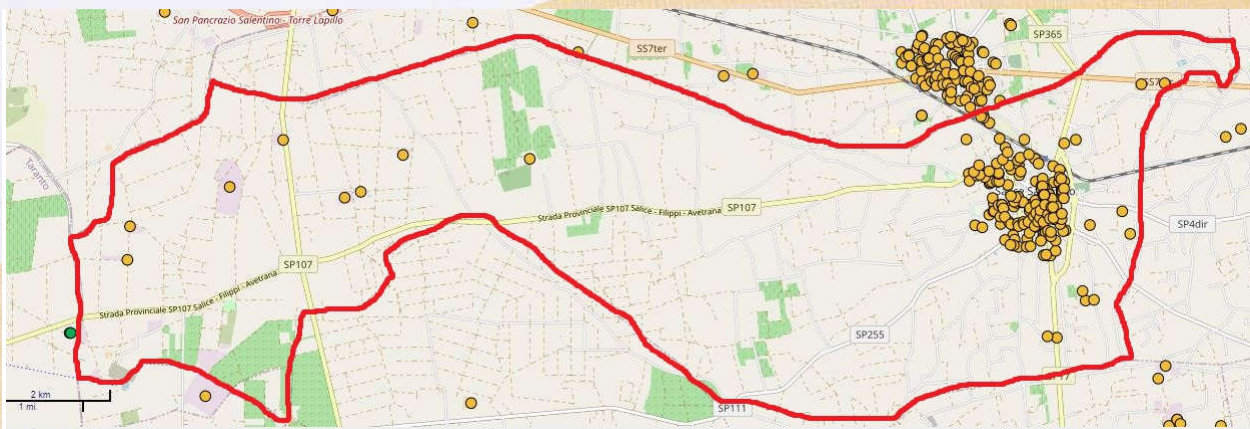 San Pancrazio Salentino - Torre Lapillo
SP365
SS7ter
Taranto
Strada Provinciale SP107 Salice - Filippi - Avetrana
SP107
SP4dir
SP107
Strada Provinciale SP107 Salice - Filippi - Avetrana
SP255
2 km
1 mi
SP111